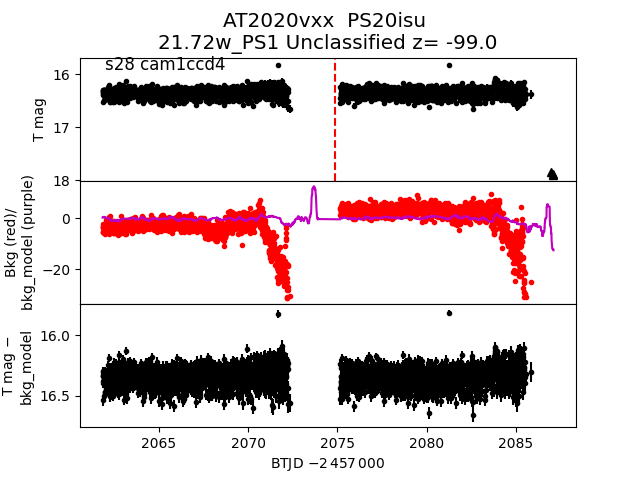 AT2020vxx  PS20isu
21.72w_PS1 Unclassified z= -99.0
s28 cam1ccd4
T mag
16
17
18
Bkg (red)/
bkg_model (purple)
0
−20
T mag −
bkg_model
16.0
16.5
2065
2070
2075
2080
2085
BTJD −2 457 000